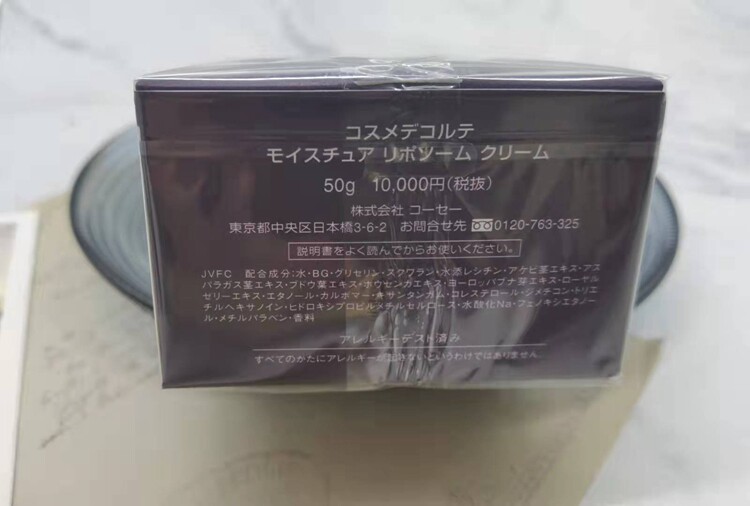 コスメデコルテ
モイスチュア リポソーム クリーム
50g 10,000円(税抜)
株式会社 コーセー
東京都中央区日本橋3-6-2 お問合せ先 0120-763-325
説明書をよく読んでからお使いください。
JVFC 配合成分:水・BG・グリセリン・スクワラン・水添レシチン・アケビ茎エキス・アス
パラガス茎エキス・ブドウ葉エキス・ホウセンカエキス・ヨーロッパブナ芽エキス・ローヤル
ゼリーエキス・エタノール・カルボマー・キサンタンガム・コレステロール・ジメチコン・トリエ
チルヘキサノイン・ヒドロキシプロピルメチルセルロース・水酸化Na・フェノキシエタノー
ル・メチルパラベン・香料
アレルギーテスト済み
すべてのかたにアレルギーが起きないというわけではありません。